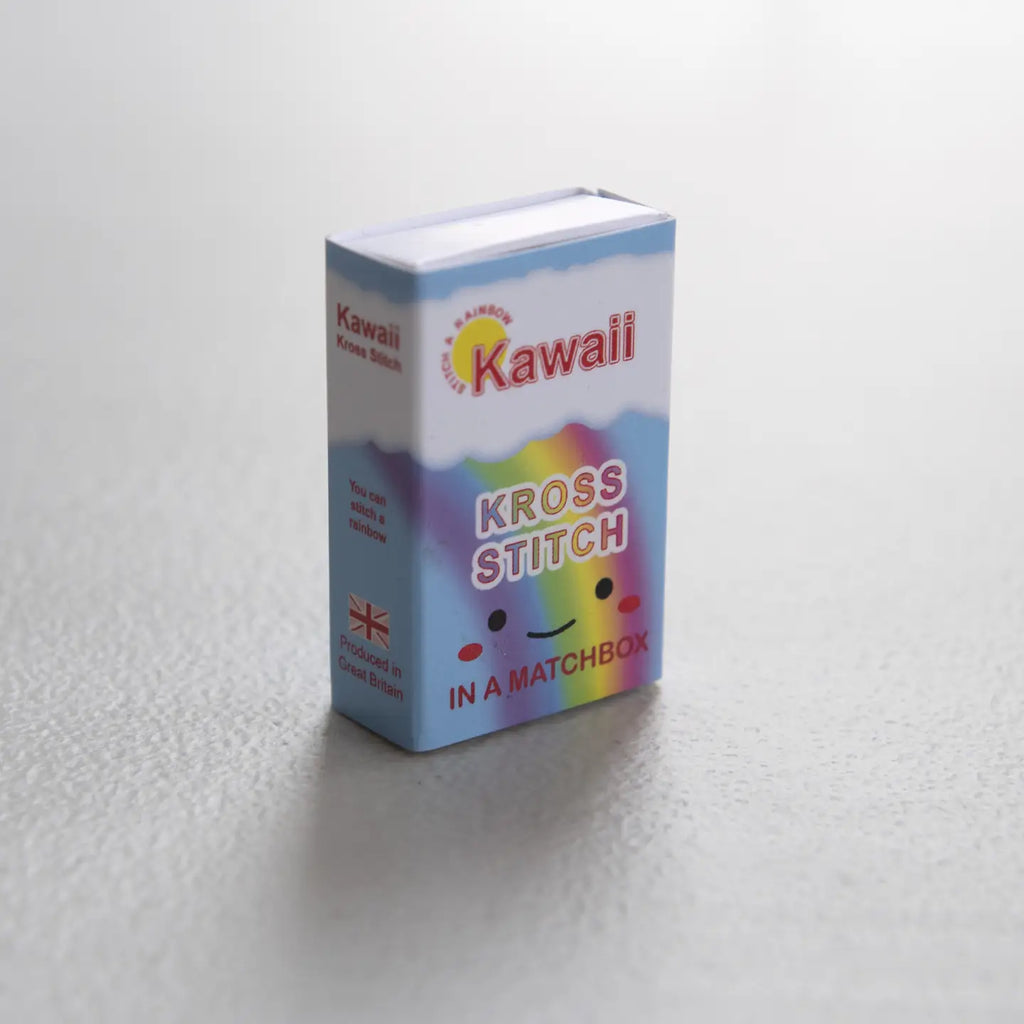 Kawaii
Kross Stitch
You can
stitch a
rainbow
Produced in
Great Britain
STITCH A RAINBOW
Kawaii
KROSS
STITCH
IN A MATCHBOX